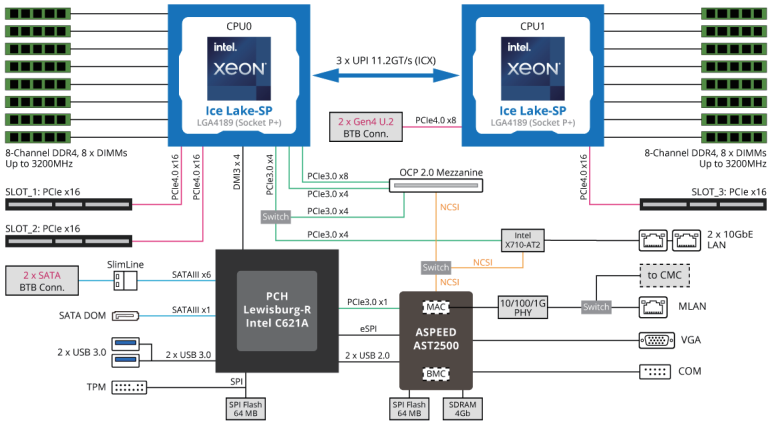 CPU0
intel.
XEON
Ice Lake-SP
LGA4189 (Socket P+)
3 x UPI 11.2GT/s (ICX)
CPU1
intel.
XEON
Ice Lake-SP
LGA4189 (Socket P+)
2 x Gen4 U.2
BTB Conn.
PCIe4.0 x8
8-Channel DDR4, 8 x DIMMs
Up to 3200MHz
8-Channel DDR4, 8 x DIMMs
Up to 3200MHz
PCIe4.0 x16
PCIe4.0 x16
DMI3 x 4
PCIe3.0 x4
PCIe3.0 x8
PCIe3.0 x4
PCIe3.0 x4
OCP 2.0 Mezzanine
PCIe4.0 x16
SLOT_1: PCIe x16
SLOT_3: PCIe x16
NCSI
Switch
SLOT_2: PCIe x16
PCIe3.0 x4
Intel
X710-AT2
2 x 10GbE
LAN
SlimLine
2 x SATA
BTB Conn.
SATAIII x6
PCH
Lewisburg-R
Intel C621A
Switch
NCSI
NCSI
to CMC
SATA DOM
SATAIII x1
PCIe3.0 x1
MAC
10/100/1G
PHY
Switch
MLAN
eSPI
ASPEED
AST2500
VGA
2 x USB 3.0
2 x USB 3.0
2 x USB 2.0
BMC
COM
TPM
SPI
SPI Flash
64 MB
SPI Flash
64 MB
SDRAM
4Gb